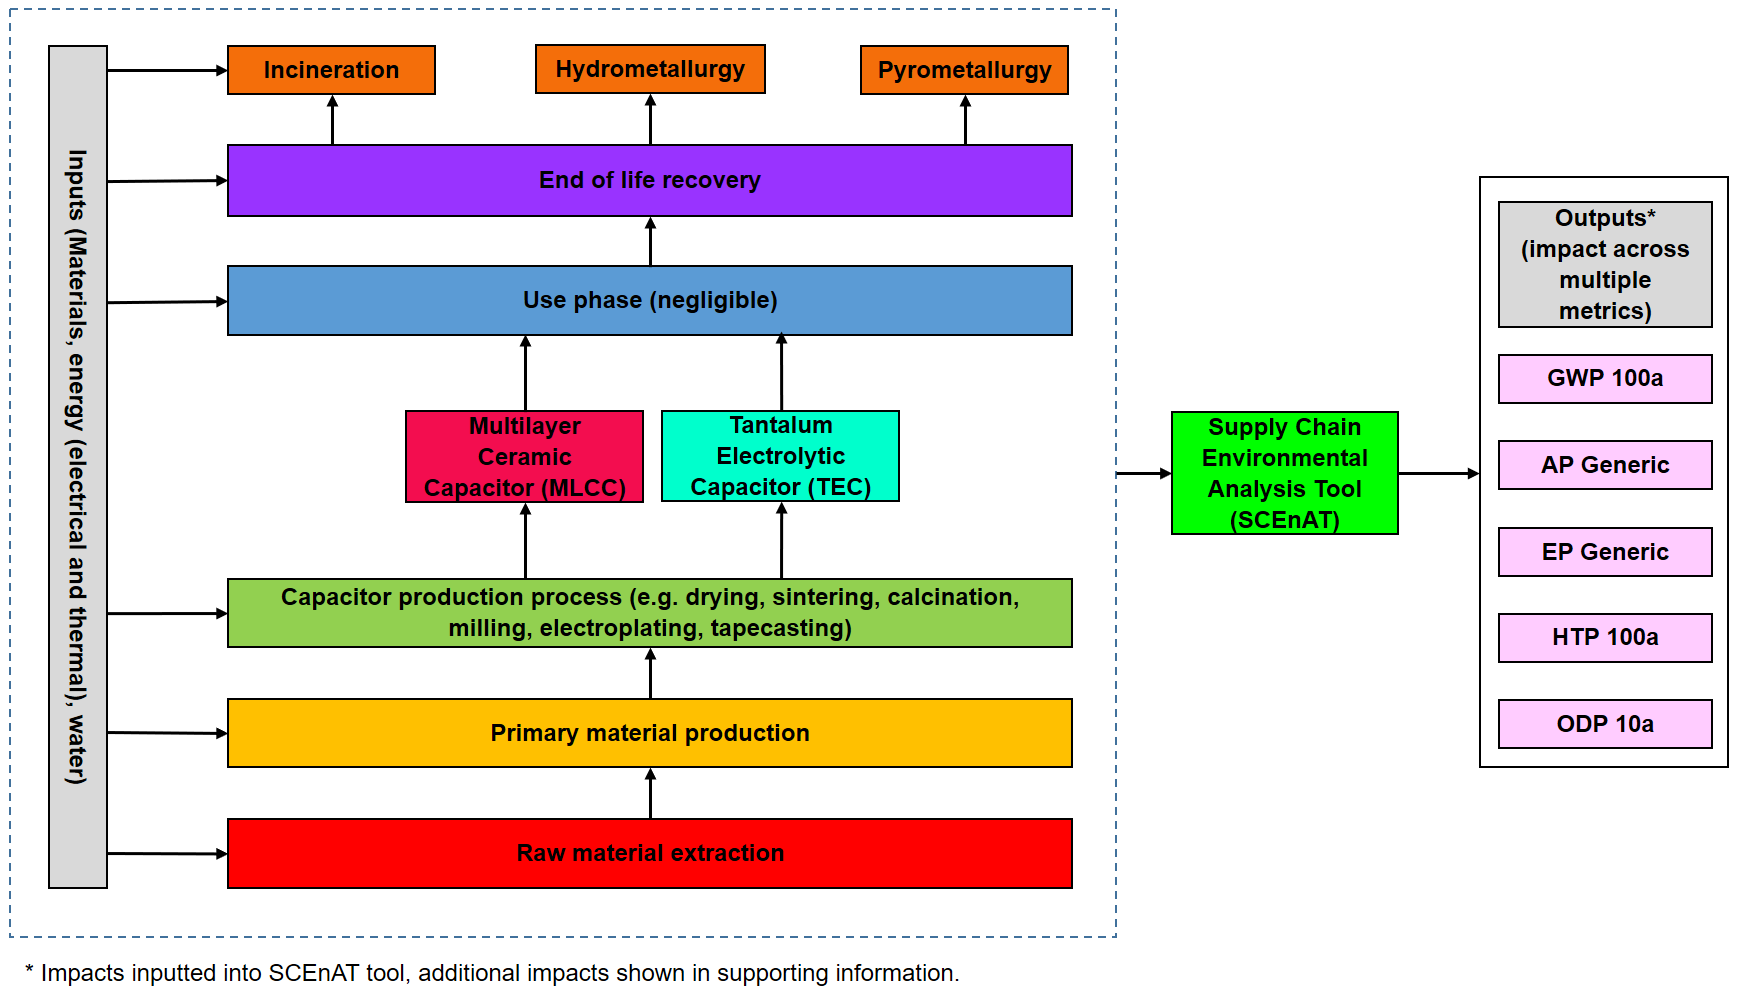 Incineration
Hydrometallurgy
Pyrometallurgy
Inputs (Materials, energy (electrical and thermal), water)
End of life recovery
Use phase (negligible)
Multilayer
Ceramic
Capacitor (MLCC)
Tantalum
Electrolytic
Capacitor (TEC)
Capacitor production process (e.g. drying, sintering, calcination,
milling, electroplating, tapecasting)
Primary material production
Raw material extraction
Supply Chain
Environmental
Analysis Tool
(SCEnAT)
Outputs*
(impact across
multiple
metrics)
GWP 100a
AP Generic
EP Generic
HTP 100a
ODP 10a
* Impacts inputted into SCEnAT tool, additional impacts shown in supporting information.